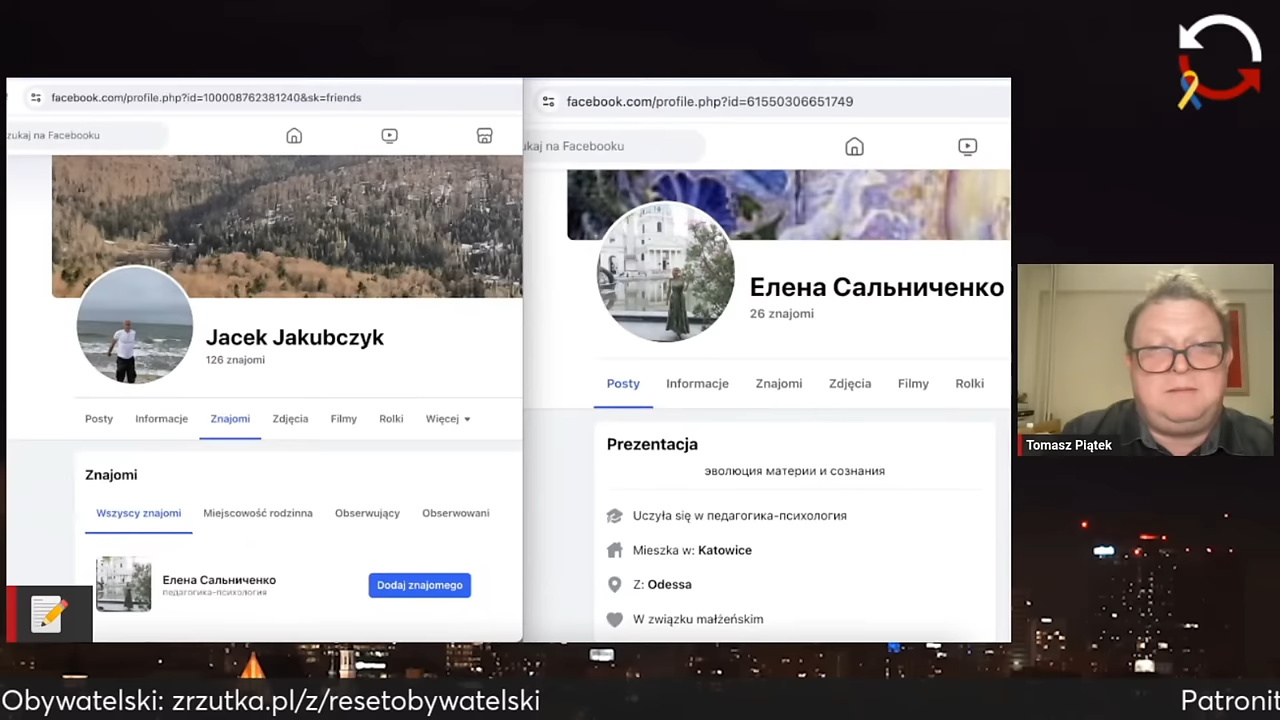 facebook.com/profile.php?id=100008762381240&sk=friends
zukaj na Facebooku
Jacek Jakubczyk
126 znajomi
Posty Informacje Znajomi Zdjęcia Filmy Rolki Więcej
Znajomi
Wszyscy znajomi Miejscowość rodzinna Obserwujący Obserwowani
Елена Сальниченко
педагогика-психология
Dodaj znajomego
facebook.com/profile.php?id=61550306651749
ukaj na Facebooku
Елена Сальниченко
26 znajomi
Posty Informacje Znajomi Zdjęcia Filmy Rolki
Prezentacja
эволюция материи и сознания
Uczyła się w педагогика-психология
Mieszka w: Katowice
Z: Odessa
W związku małżeńskim
Tomasz Piątek
Obywatelski: zrzutka.pl/z/resetobywatelski
Patronit